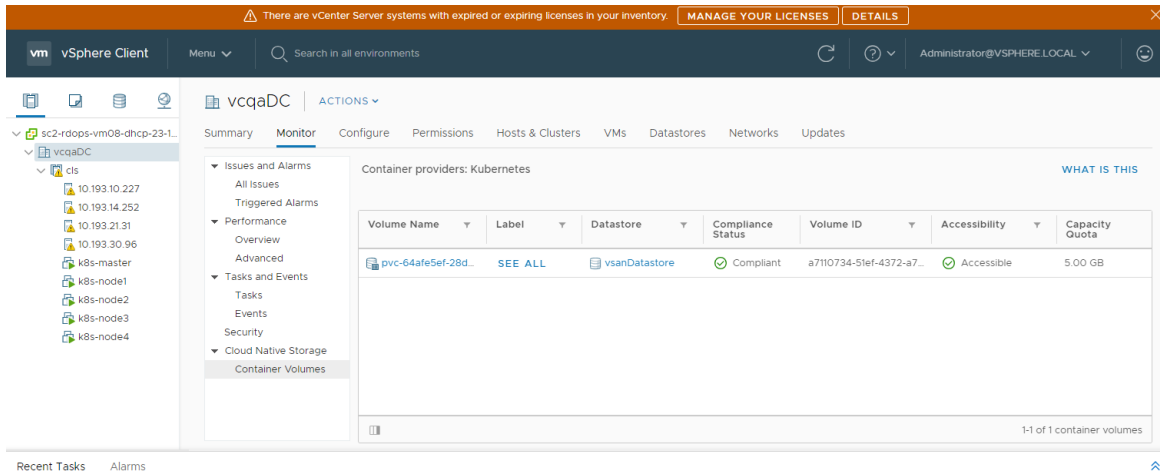 There are vCenter Server systems with expired or expiring licenses in your inventory. MANAGE YOUR LICENSES DETAILS
vm vSphere Client Menu Search in all environments Administrator@VSPHERE.LOCAL
vcqaDC ACTIONS
Summary Monitor Configure Permissions Hosts & Clusters VMs Datastores Networks Updates
sc2-rdops-vm08-dhcp-23-1...
vcqaDC
cls
10.193.10.227
10.193.14.252
10.193.21.31
10.193.30.96
k8s-master
k8s-node1
k8s-node2
k8s-node3
k8s-node4
Issues and Alarms
All Issues
Triggered Alarms
Performance
Overview
Advanced
Tasks and Events
Tasks
Events
Security
Cloud Native Storage
Container Volumes
Container providers: Kubernetes WHAT IS THIS
Volume Name Label Datastore Compliance Status Volume ID Accessibility Capacity Quota
pvc-64afe5ef-28d... SEE ALL vsanDatastore Compliant a7110734-51ef-4372-a7... Accessible 5.00 GB
1-1 of 1 container volumes
Recent Tasks Alarms